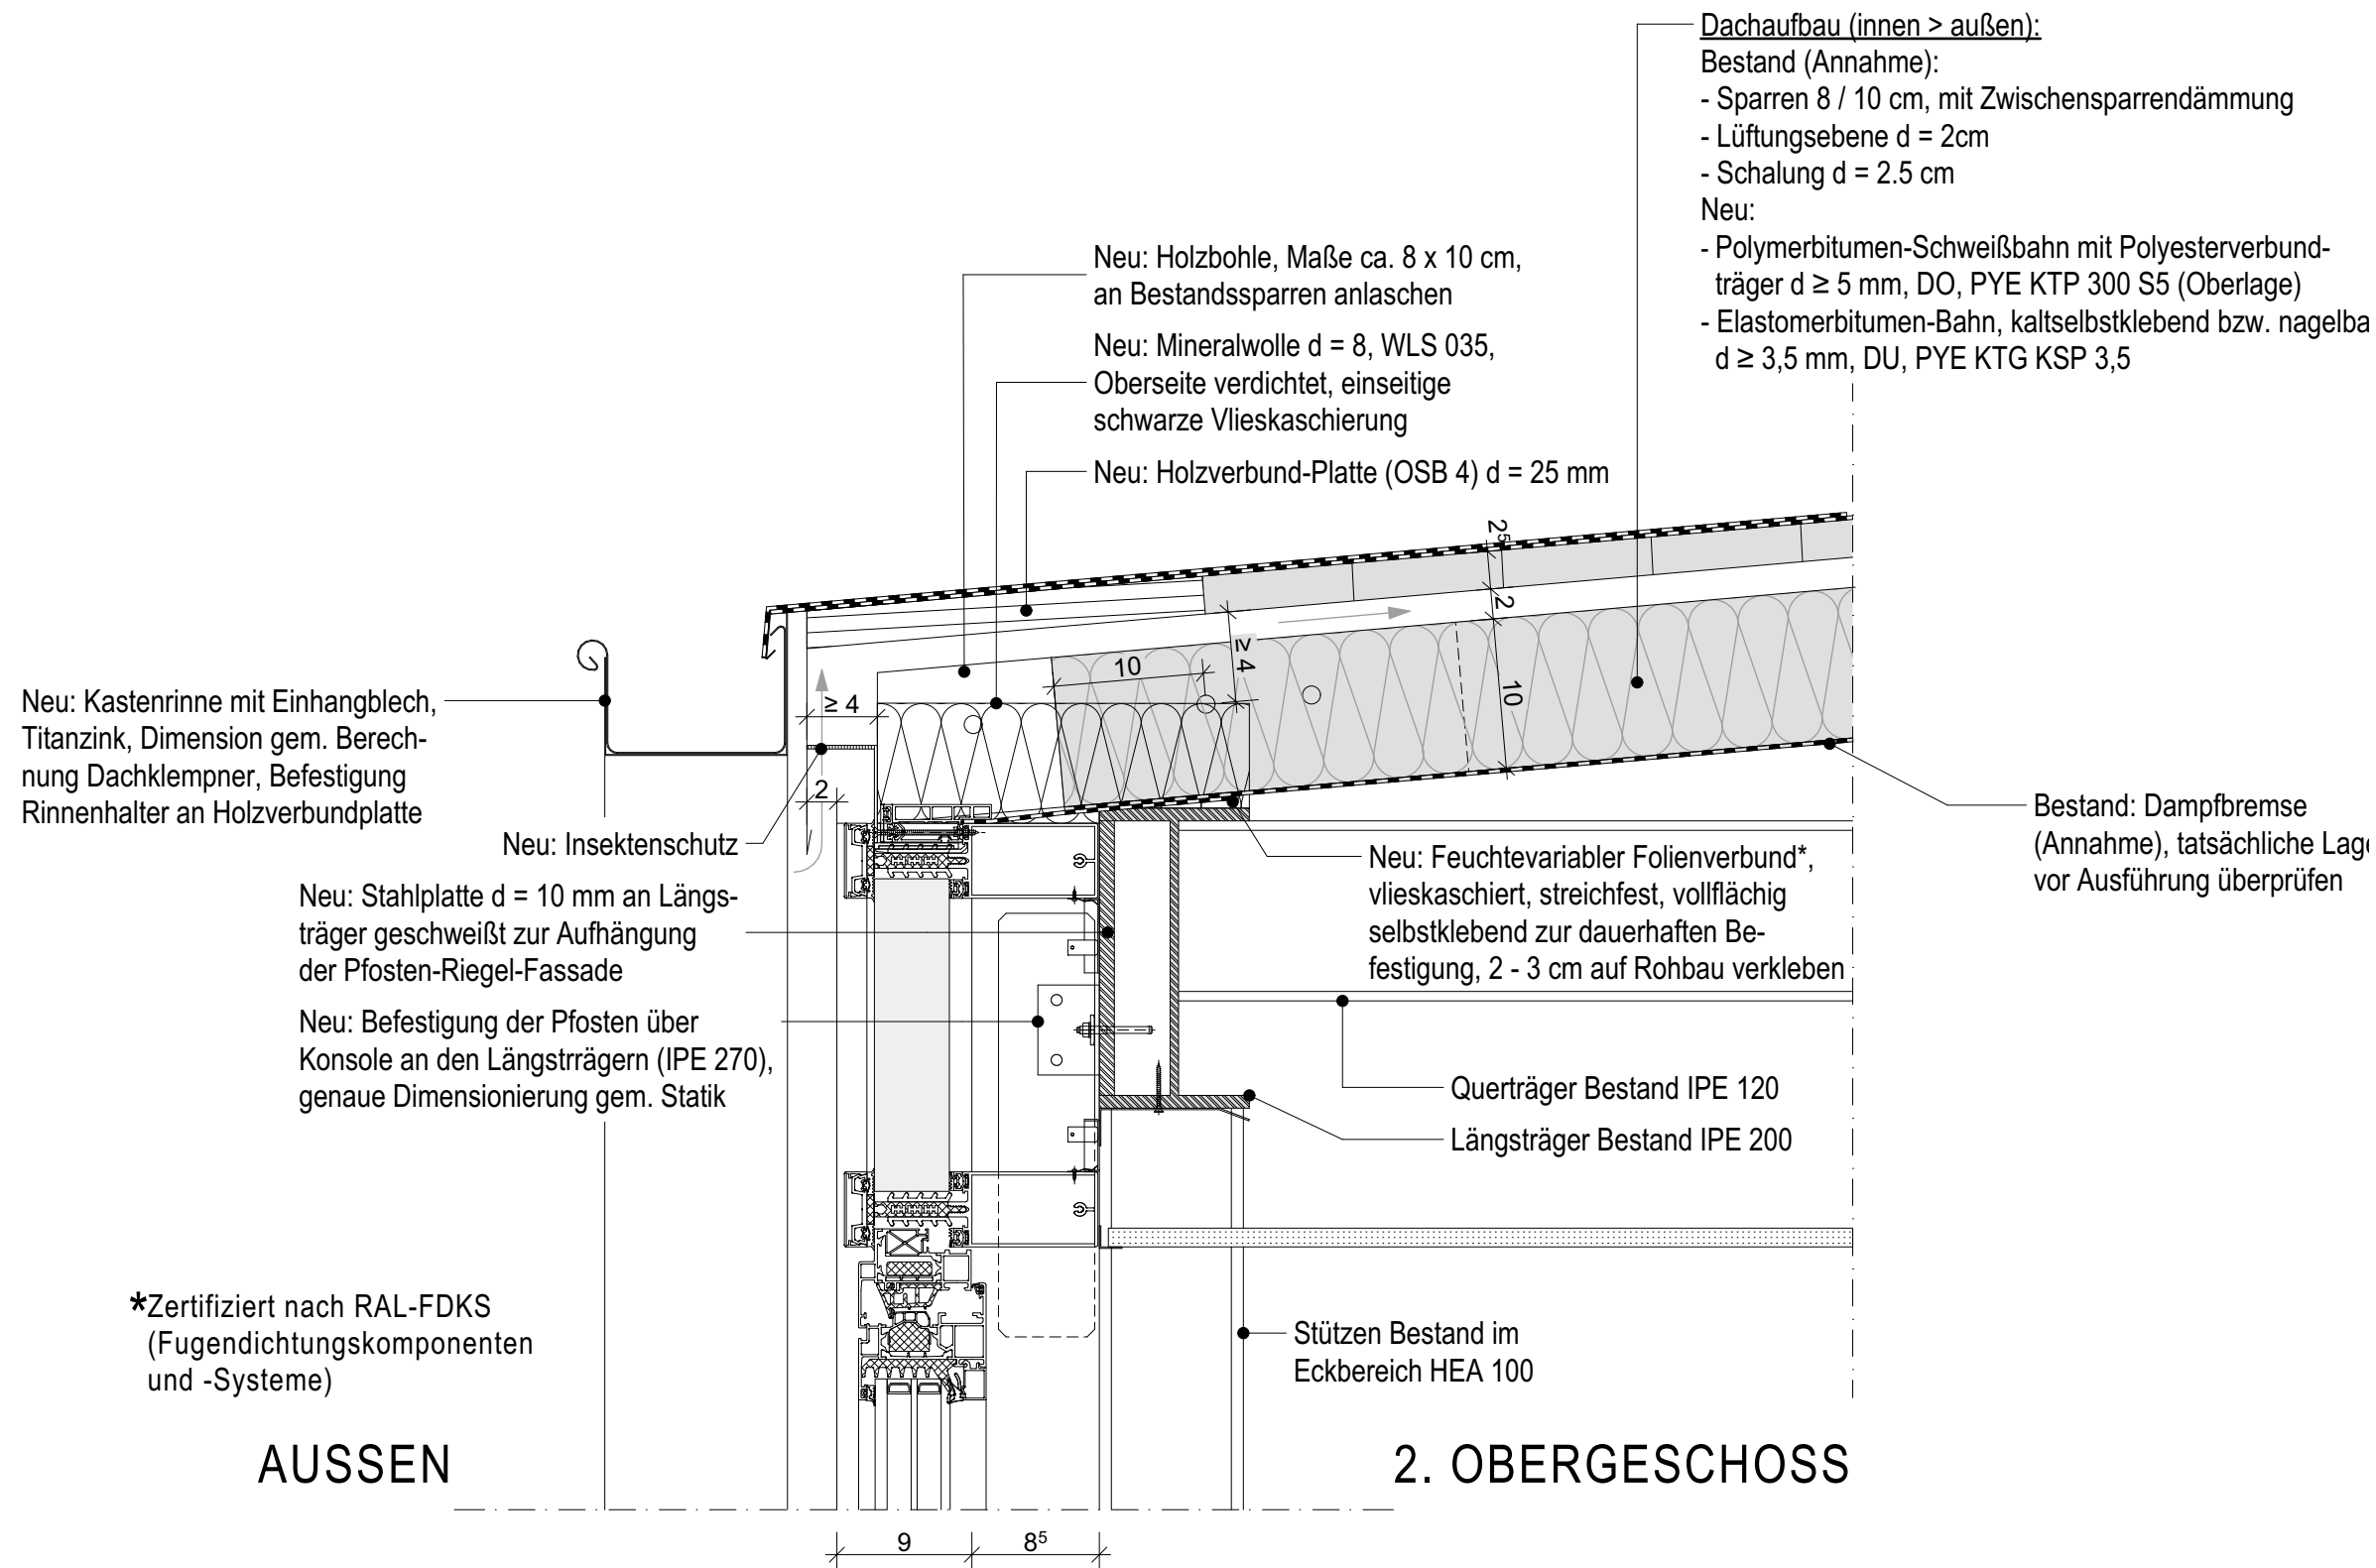 Dachaufbau (innen > außen):
Bestand (Annahme):
- Sparren 8 / 10 cm, mit Zwischensparrendämmung
- Lüftungsebene d = 2cm
- Schalung d = 2.5 cm
Neu:
- Polymerbitumen-Schweißbahn mit Polyesterverbund-
träger d ≥ 5 mm, DO, PYE KTP 300 S5 (Oberlage)
- Elastomerbitumen-Bahn, kaltselbstklebend bzw. nagelba
d ≥ 3,5 mm, DU, PYE KTG KSP 3,5
Neu: Holzbohle, Maße ca. 8 x 10 cm,
an Bestandssparren anlaschen
Neu: Mineralwolle d = 8, WLS 035,
Oberseite verdichtet, einseitige
schwarze Vlieskaschierung
Neu: Holzverbund-Platte (OSB 4) d = 25 mm
2⁵
2
≥ 4
10
10
≥ 4
2
Neu: Kastenrinne mit Einhangblech,
Titanzink, Dimension gem. Berech-
nung Dachklempner, Befestigung
Rinnenhalter an Holzverbundplatte
Neu: Insektenschutz
Neu: Stahlplatte d = 10 mm an Längs-
träger geschweißt zur Aufhängung
der Pfosten-Riegel-Fassade
Neu: Befestigung der Pfosten über
Konsole an den Längstrrägern (IPE 270),
genaue Dimensionierung gem. Statik
Bestand: Dampfbremse
(Annahme), tatsächliche Lage
vor Ausführung überprüfen
Neu: Feuchtevariabler Folienverbund*,
vlieskaschiert, streichfest, vollflächig
selbstklebend zur dauerhaften Be-
festigung, 2 - 3 cm auf Rohbau verkleben
Querträger Bestand IPE 120
Längsträger Bestand IPE 200
Stützen Bestand im
Eckbereich HEA 100
*Zertifiziert nach RAL-FDKS
(Fugendichtungskomponenten
und -Systeme)
AUSSEN
2. OBERGESCHOSS
9
8⁵